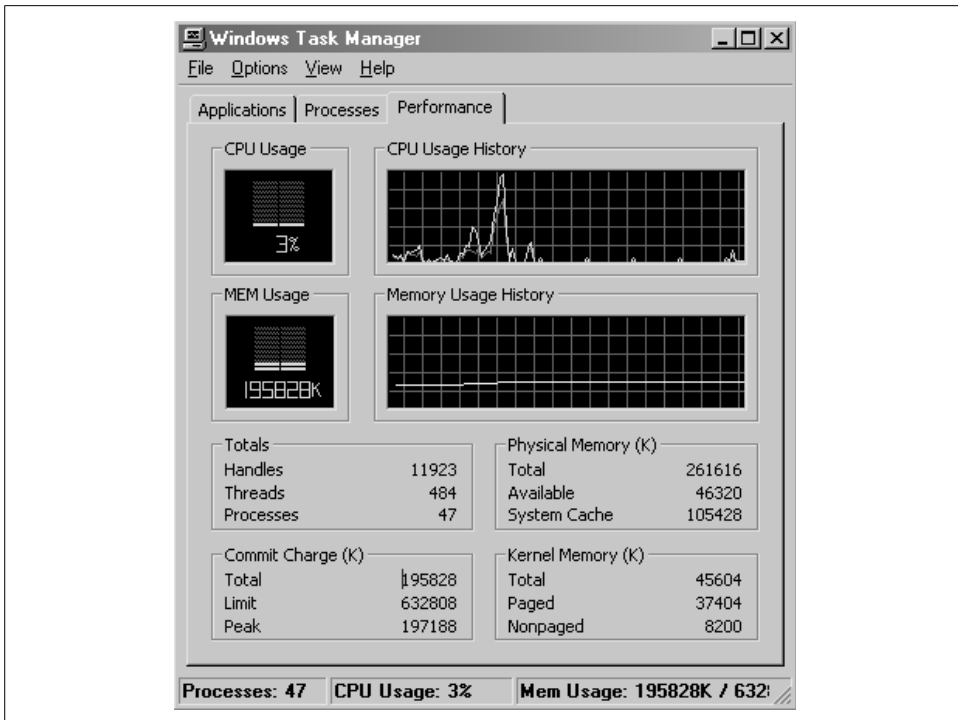 Windows Task Manager
File Options View Help
Applications Processes Performance
CPU Usage
CPU Usage History
3%
MEM Usage
Memory Usage History
195828K
Totals
Handles 11923
Threads 484
Processes 47
Physical Memory (K)
Total 261616
Available 46320
System Cache 105428
Commit Charge (K)
Total 195828
Limit 632808
Peak 197188
Kernel Memory (K)
Total 45604
Paged 37404
Nonpaged 8200
Processes: 47 CPU Usage: 3% Mem Usage: 195828K / 632